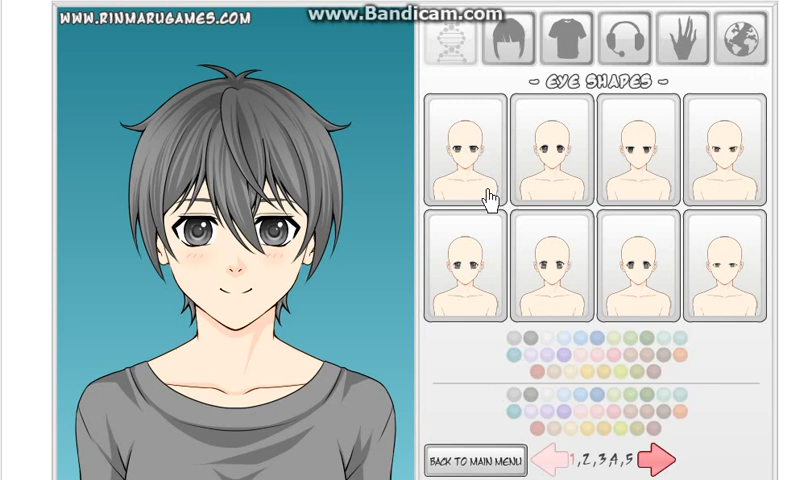 www.Bandicam.com
WWW.RINMARUGAMES.COM
- EYE SHAPES -
BACK TO MAIN MENU
1,2,3,4,5